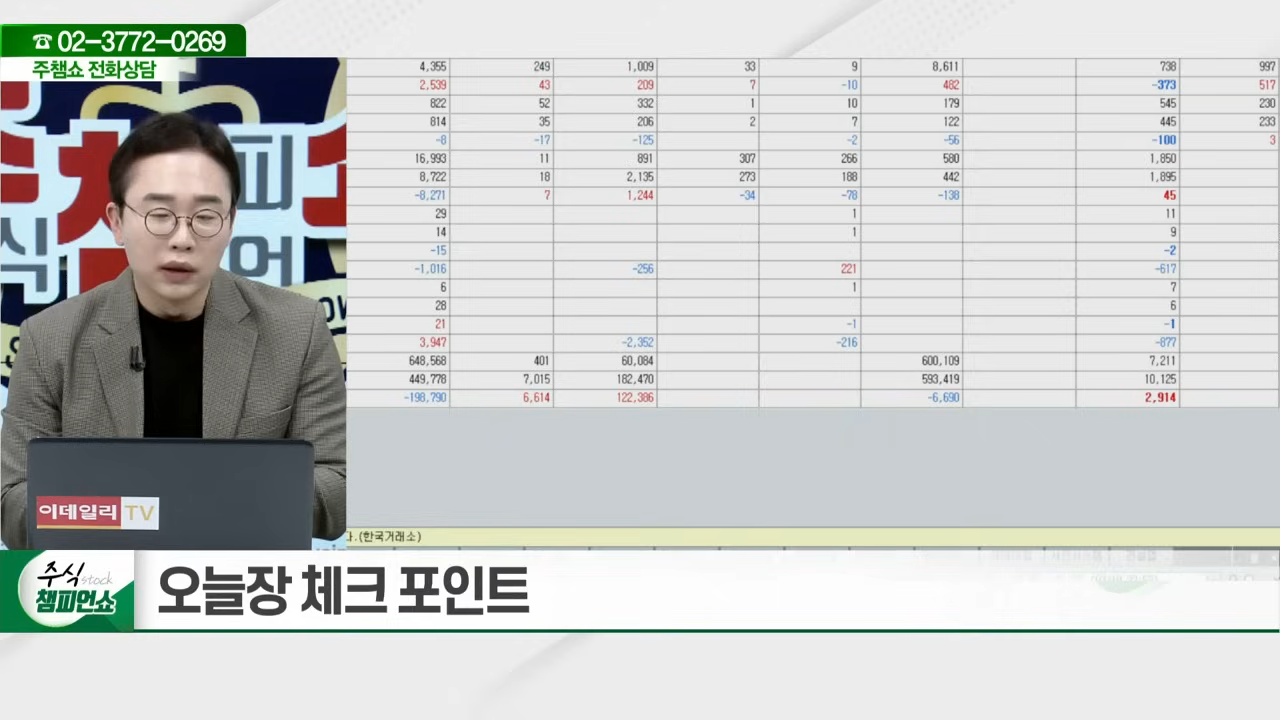 ☎ 02-3772-0269
주챔쇼 전화상담
피
식
언
4,355 249 1,009 33 9 8,611 738 997
2,539 43 209 7 -10 482 -373 517
822 52 332 1 10 179 545 230
814 35 206 2 7 122 445 233
-8 -17 -125 -2 -56 -100 3
16,993 11 891 307 266 580 1,850
8,722 18 2,135 273 188 442 1,895
-8,271 7 1,244 -34 -78 -138 45
29 1 11
14 1 9
-15 -2
-1,016 -256 221 -617
6 1 7
28 6
21 -1 -1
3,947 -2,352 -216 -877
648,568 401 60,084 600,109 7,211
449,778 7,015 182,470 593,419 10,125
-198,790 6,614 122,386 -6,690 2,914
이데일리 TV
다.(한국거래소)
주식 stock
챔피언쇼
오늘장 체크 포인트